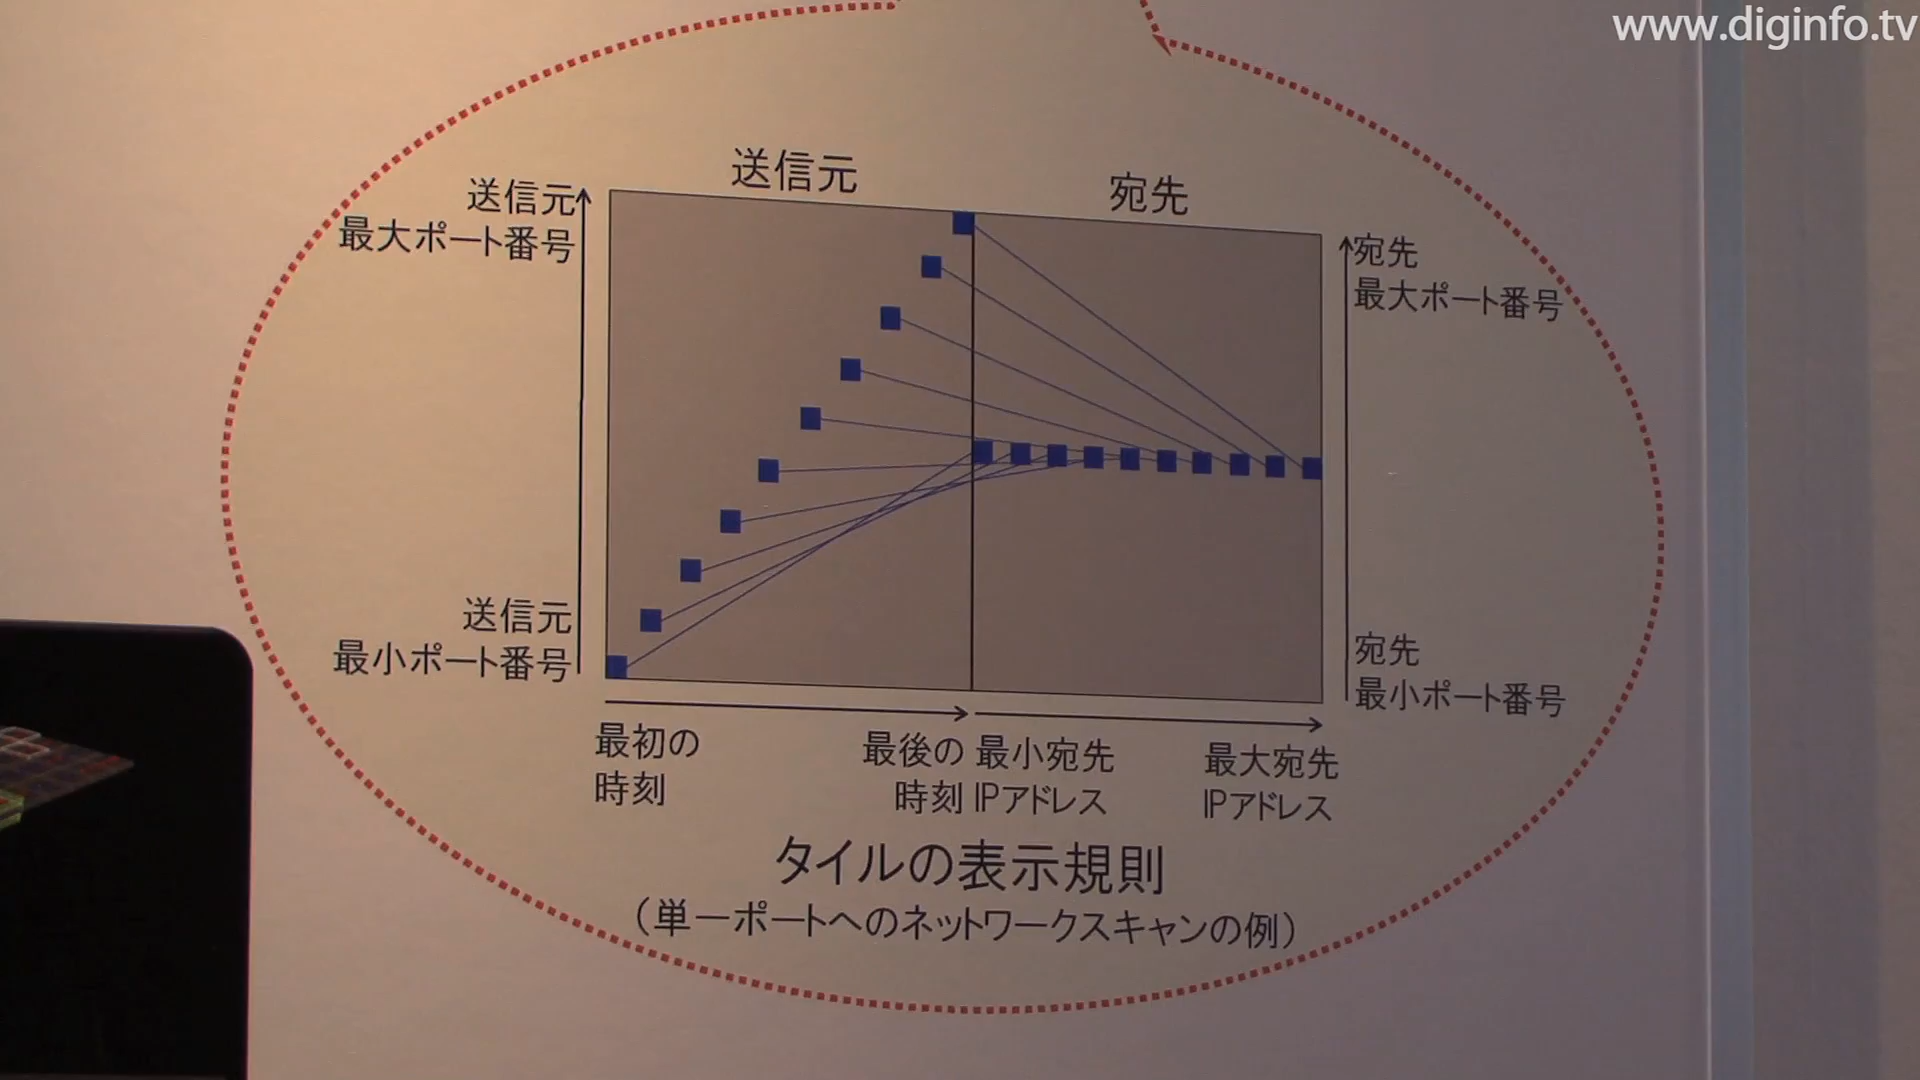 www.diginfo.tv
送信元
宛先
送信元
最大ポート番号
宛先
最大ポート番号
送信元
最小ポート番号
宛先
最小ポート番号
最初の
時刻
最後の
時刻
最小宛先
IPアドレス
最大宛先
IPアドレス
タイルの表示規則
（単一ポートへのネットワークスキャンの例）